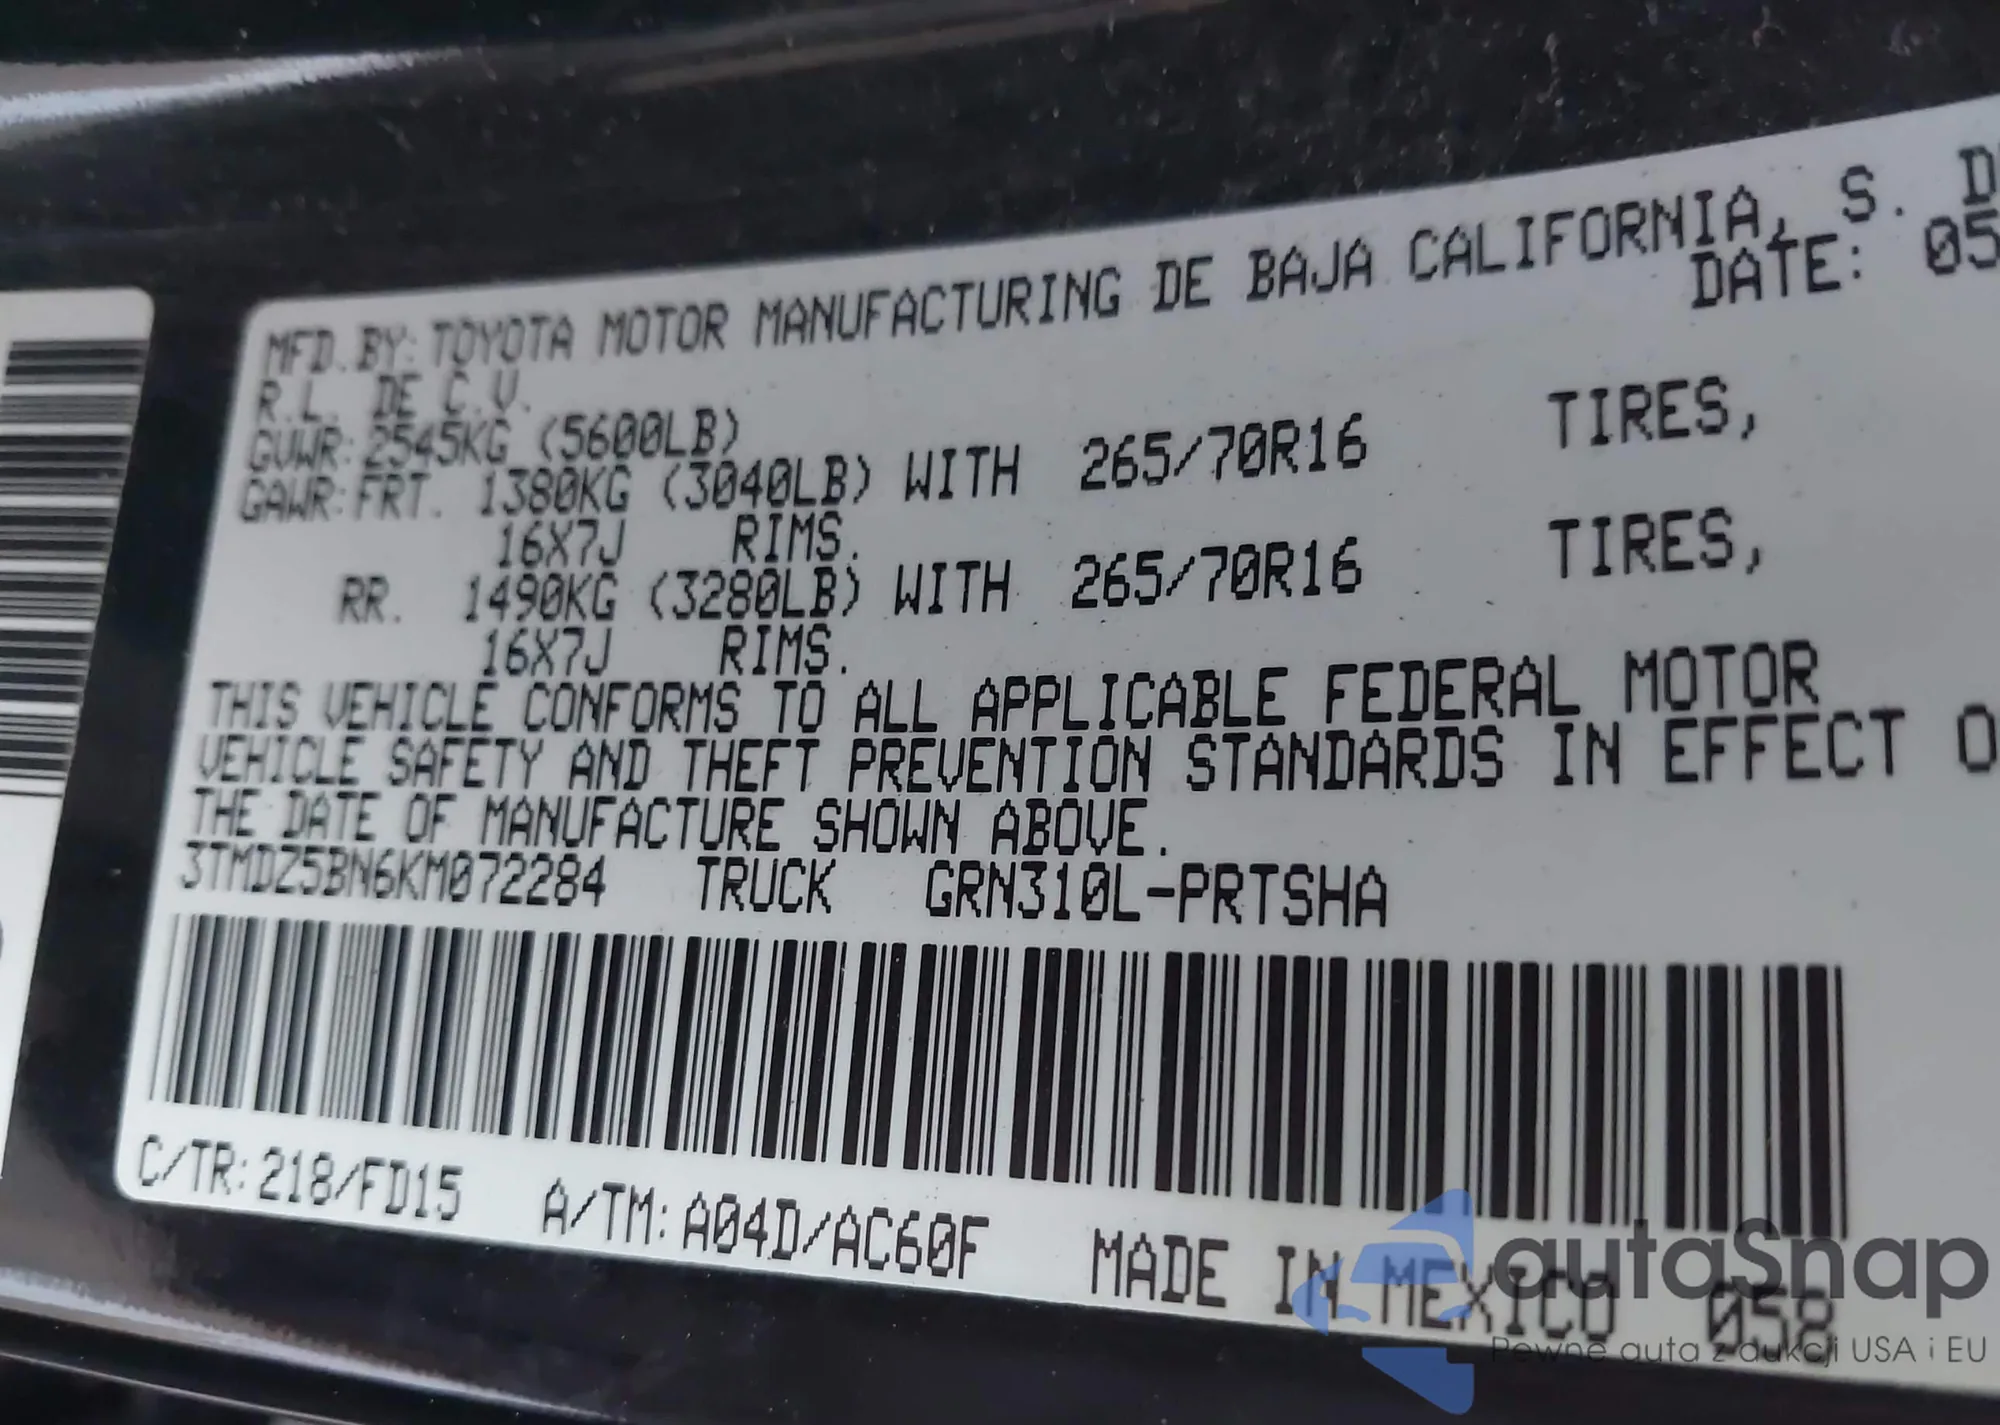 MFD.BY: TOYOTA MOTOR MANUFACTURING DE BAJA CALIFORNIA, S. D
DATE: 05
R.L. DE C.V.
GVWR: 2545KG (5600LB)
GAWR: FRT. 1380KG (3040LB) WITH 265/70R16 TIRES,
16X7J RIMS.
RR. 1490KG (3280LB) WITH 265/70R16 TIRES,
16X7J RIMS.
THIS VEHICLE CONFORMS TO ALL APPLICABLE FEDERAL MOTOR
VEHICLE SAFETY AND THEFT PREVENTION STANDARDS IN EFFECT O
THE DATE OF MANUFACTURE SHOWN ABOVE.
3TMDZ5BN6KM072284 TRUCK GRN310L-PRTSHA
C/TR: 218/FD15 A/TM: A04D/AC60F MADE IN MEXICO 058
autoSnap
Pewne auta z aukcji USA i EU